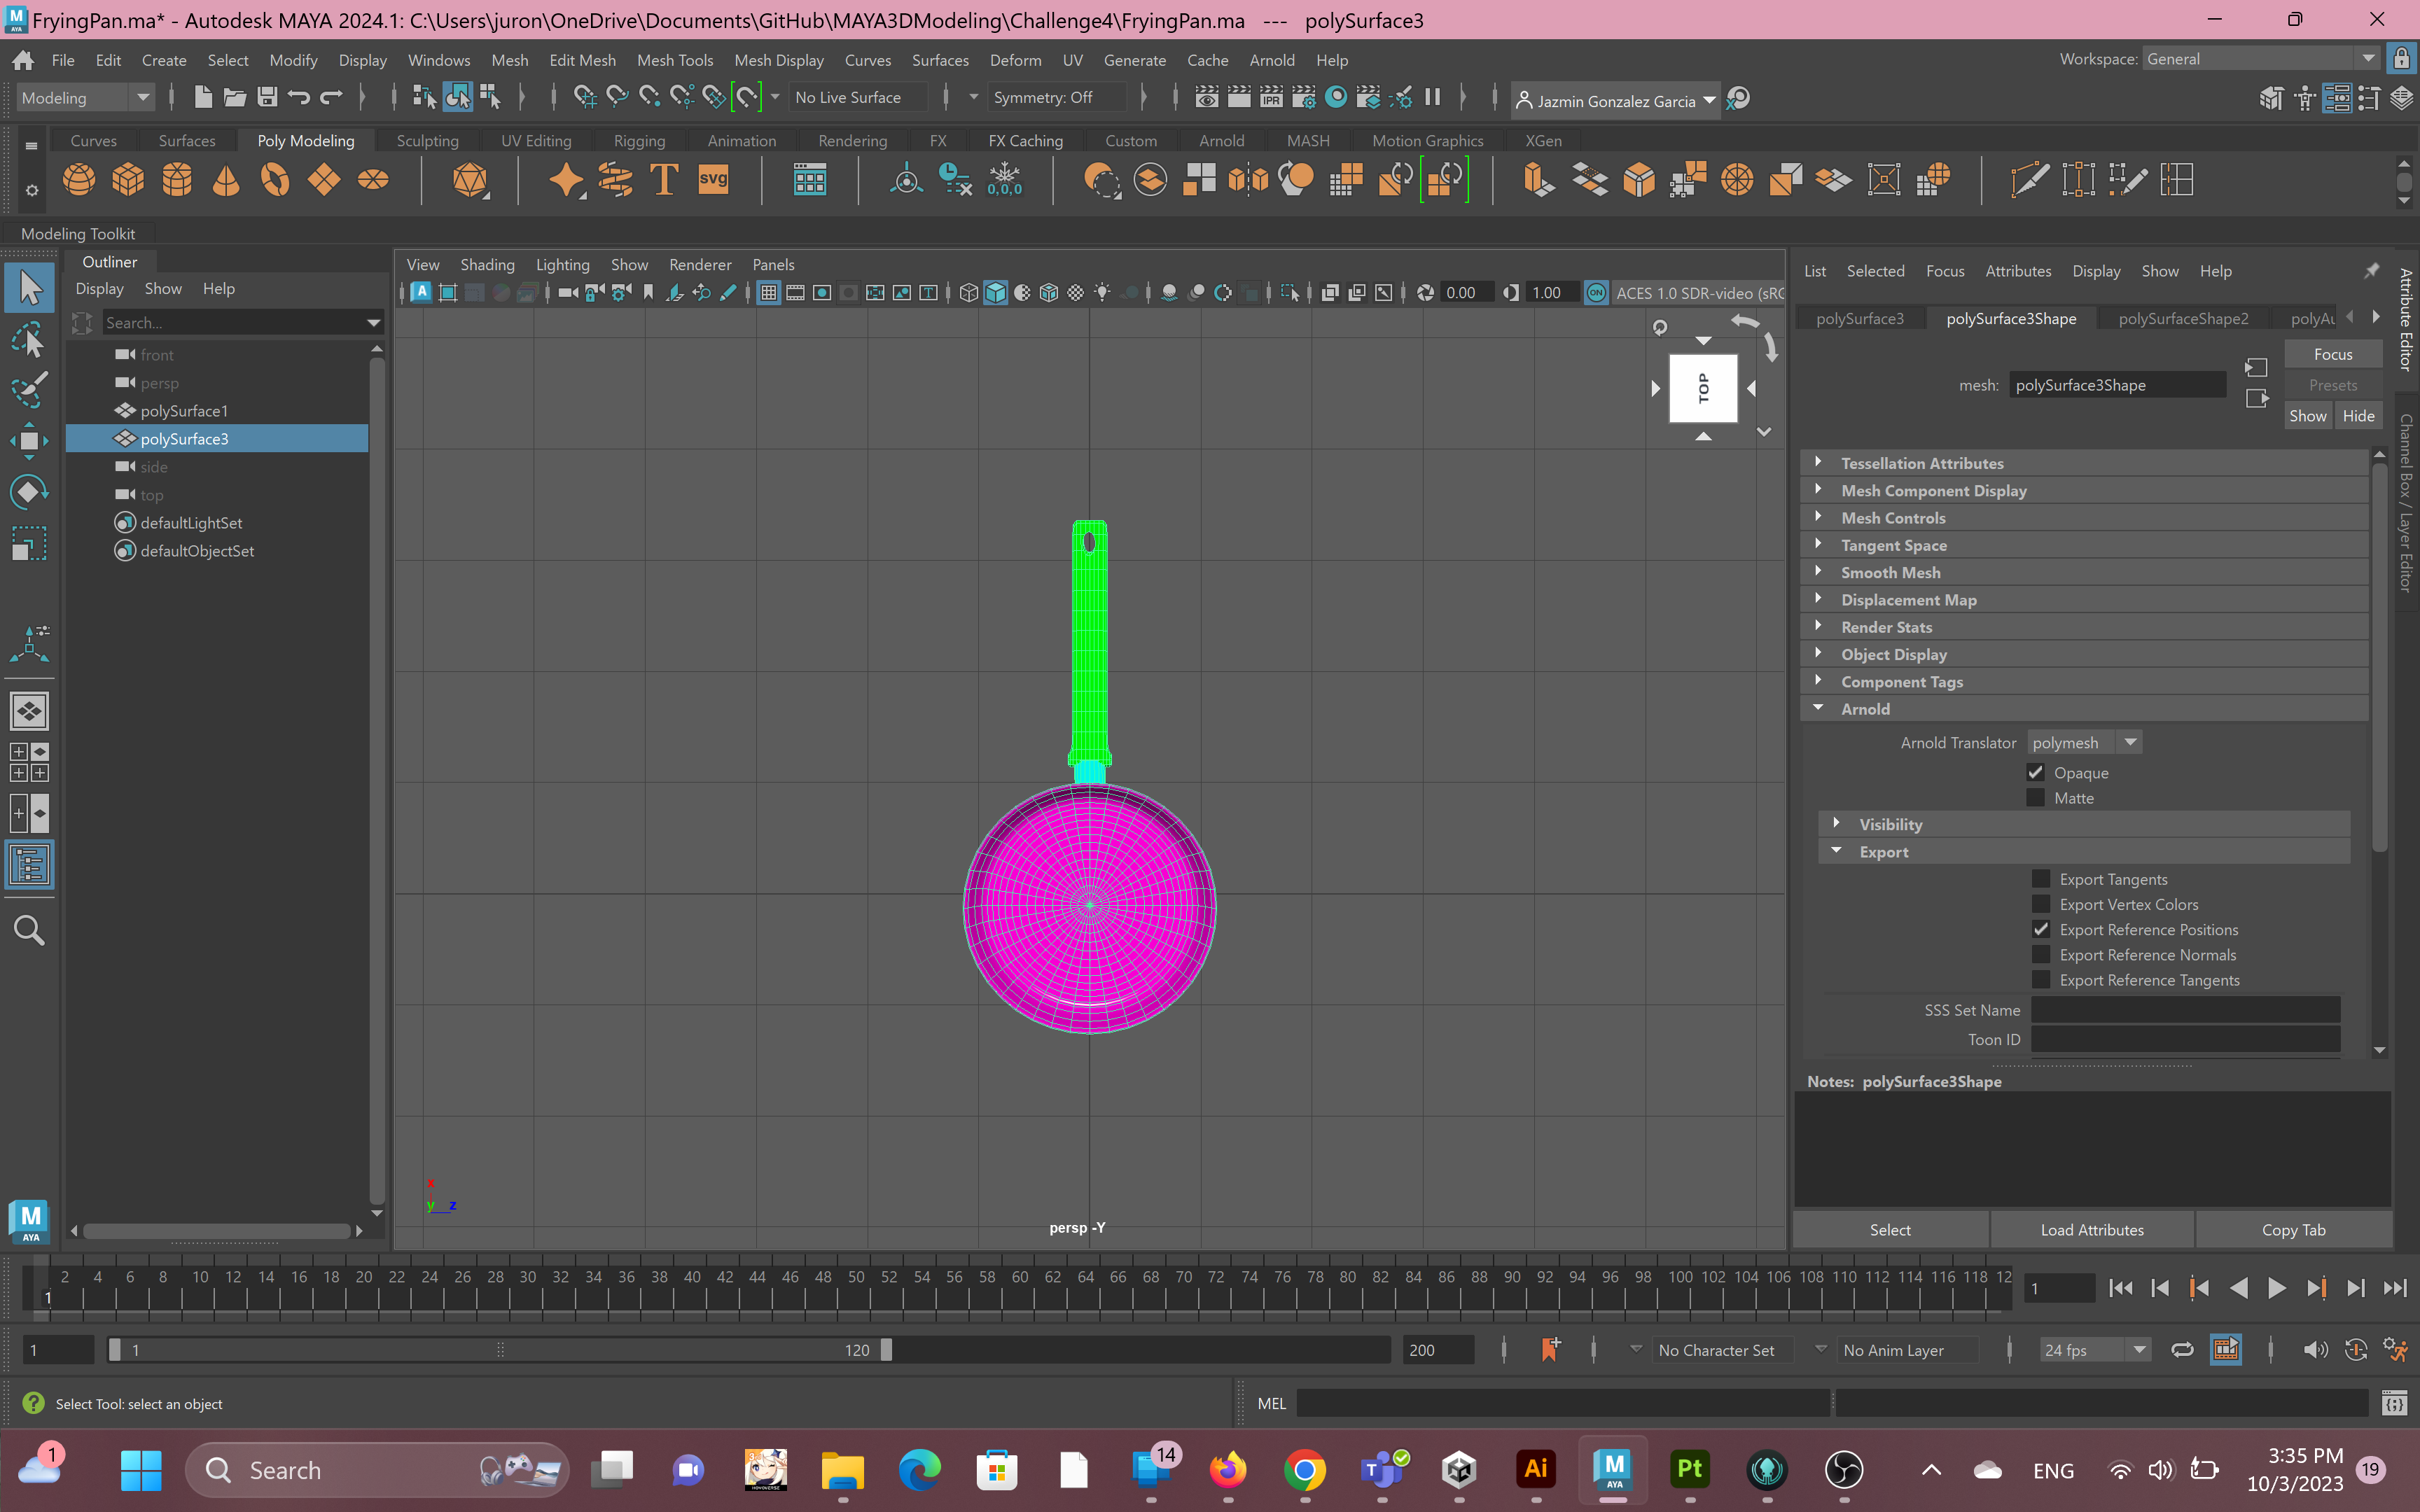 FryingPan.ma* - Autodesk MAYA 2024.1: C:\Users\juron\OneDrive\Documents\GitHub\MAYA3DModeling\Challenge4\FryingPan.ma --- polySurface3
File Edit Create Select Modify Display Windows Mesh Edit Mesh Mesh Tools Mesh Display Curves Surfaces Deform UV Generate Cache Arnold Help
Workspace: General
Modeling
No Live Surface
Symmetry: Off
IPR
Jazmin Gonzalez Garcia
Curves Surfaces Poly Modeling Sculpting UV Editing Rigging Animation Rendering FX FX Caching Custom Arnold MASH Motion Graphics XGen
svg
0,0,0
Modeling Toolkit
Outliner
Display Show Help
Search...
front
persp
polySurface1
polySurface3
side
top
defaultLightSet
defaultObjectSet
View Shading Lighting Show Renderer Panels
0.00 1.00 ON ACES 1.0 SDR-video (sRG
TOP
x
y z
persp -Y
List Selected Focus Attributes Display Show Help
polySurface3 polySurface3Shape polySurfaceShape2 polyAu
mesh: polySurface3Shape
Focus
Presets
Show Hide
Tessellation Attributes
Mesh Component Display
Mesh Controls
Tangent Space
Smooth Mesh
Displacement Map
Render Stats
Object Display
Component Tags
Arnold
Arnold Translator polymesh
Opaque
Matte
Visibility
Export
Export Tangents
Export Vertex Colors
Export Reference Positions
Export Reference Normals
Export Reference Tangents
SSS Set Name
Toon ID
Notes: polySurface3Shape
Select Load Attributes Copy Tab
Attribute Editor
Channel Box / Layer Editor
M
AYA
2 4 6 8 10 12 14 16 18 20 22 24 26 28 30 32 34 36 38 40 42 44 46 48 50 52 54 56 58 60 62 64 66 68 70 72 74 76 78 80 82 84 86 88 90 92 94 96 98 100 102 104 106 108 110 112 114 116 118 12
1
1
1 1 120 200
No Character Set
No Anim Layer
24 fps
Select Tool: select an object
MEL
1
Search
14
Ai
M
AYA
Pt
ENG
3:35 PM
10/3/2023
19